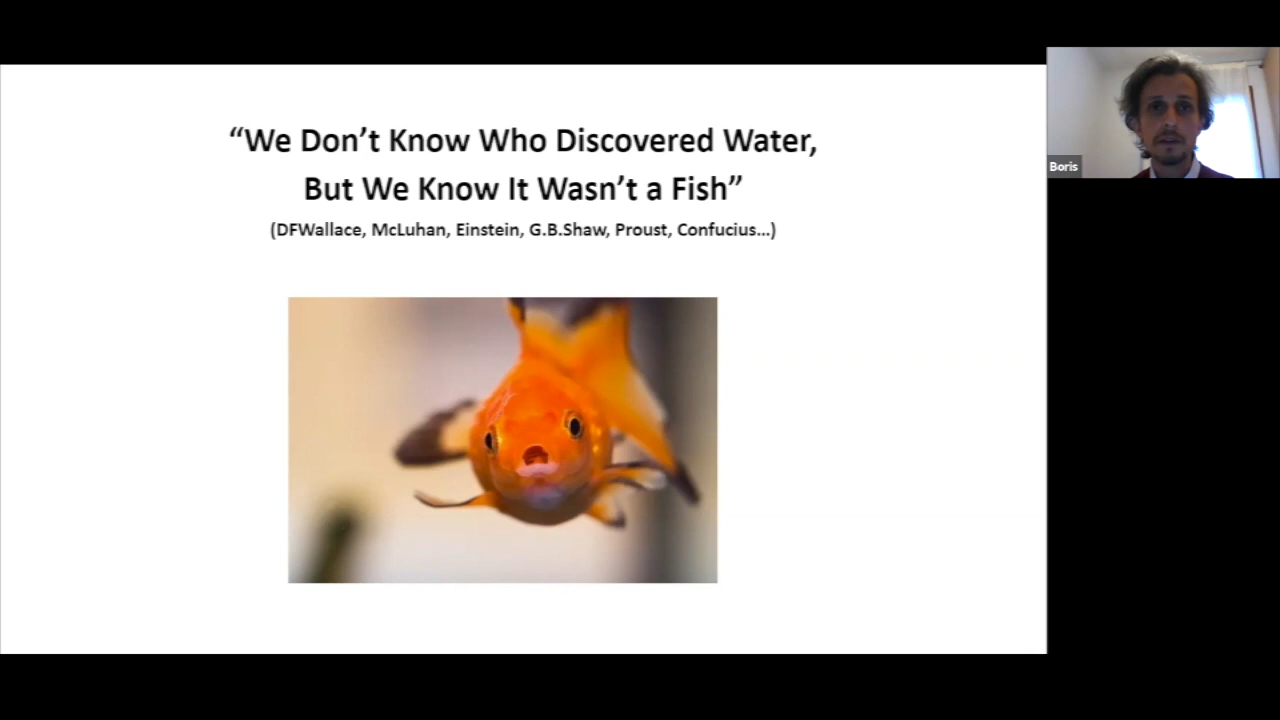 “We Don’t Know Who Discovered Water,
But We Know It Wasn’t a Fish”
(DFWallace, McLuhan, Einstein, G.B.Shaw, Proust, Confucius...)
Boris